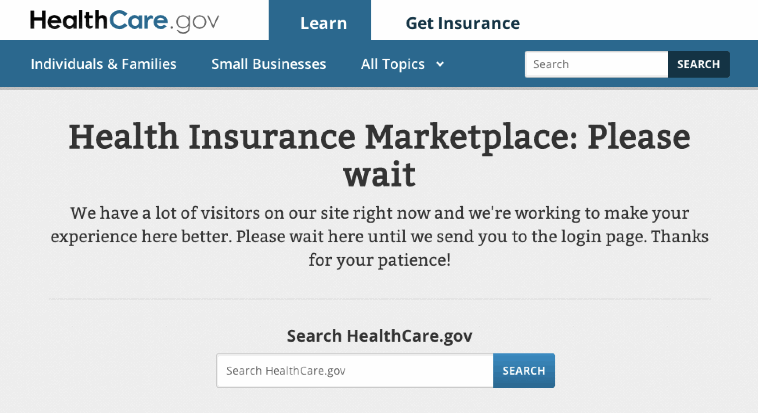 HealthCare.gov
Learn
Get Insurance
Individuals & Families
Small Businesses
All Topics
Search
SEARCH
Health Insurance Marketplace: Please
wait
We have a lot of visitors on our site right now and we're working to make your
experience here better. Please wait here until we send you to the login page. Thanks
for your patience!
Search HealthCare.gov
Search HealthCare.gov
SEARCH